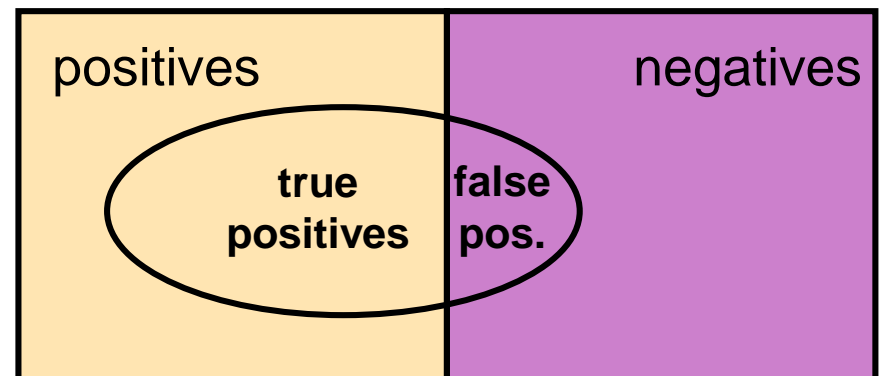 positives
negatives
true
positives
false
pos.